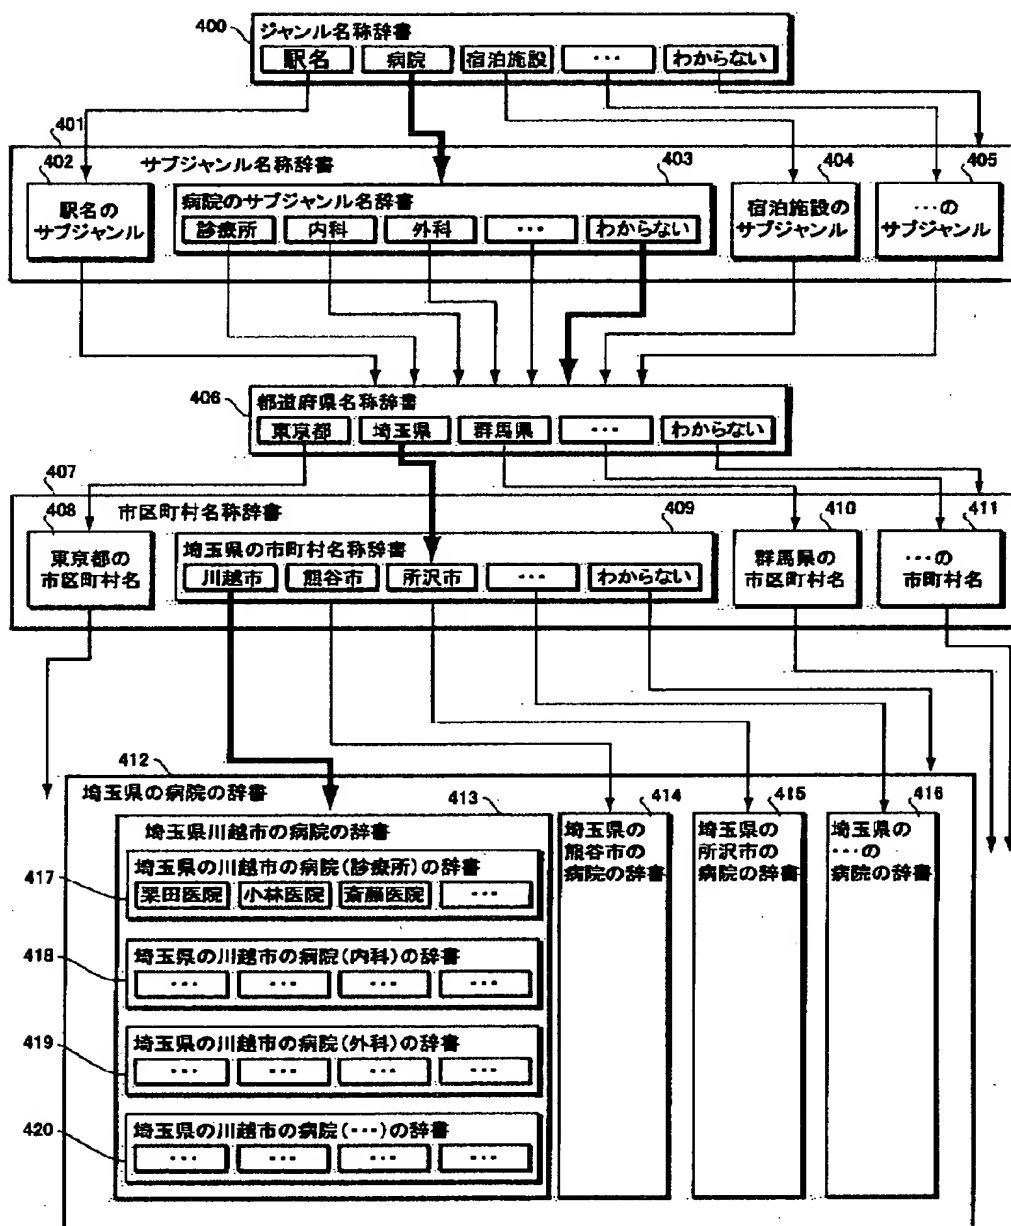 400
ジャンル名称辞書
駅名 病院 宿泊施設 ・・・ わからない
401
サブジャンル名称辞書
402
駅名の
サブジャンル
403
病院のサブジャンル名辞書
診療所 内科 外科 ・・・ わからない
404
宿泊施設の
サブジャンル
405
・・・の
サブジャンル
406
都道府県名称辞書
東京都 埼玉県 群馬県 ・・・ わからない
407
市区町村名称辞書
408
東京都の
市区町村名
409
埼玉県の市町村名称辞書
川越市 熊谷市 所沢市 ・・・ わからない
410
群馬県の
市区町村名
411
・・・の
市町村名
412
埼玉県の病院の辞書
413
埼玉県川越市の病院の辞書
417
埼玉県の川越市の病院(診療所)の辞書
栗田医院 小林医院 斎藤医院 ・・・
418
埼玉県の川越市の病院(内科)の辞書
・・・ ・・・ ・・・ ・・・
419
埼玉県の川越市の病院(外科)の辞書
・・・ ・・・ ・・・ ・・・
420
埼玉県の川越市の病院(・・・)の辞書
・・・ ・・・ ・・・ ・・・
414
埼玉県の
熊谷市の
病院の辞書
415
埼玉県の
所沢市の
病院の辞書
416
埼玉県の
・・・の
病院の辞書